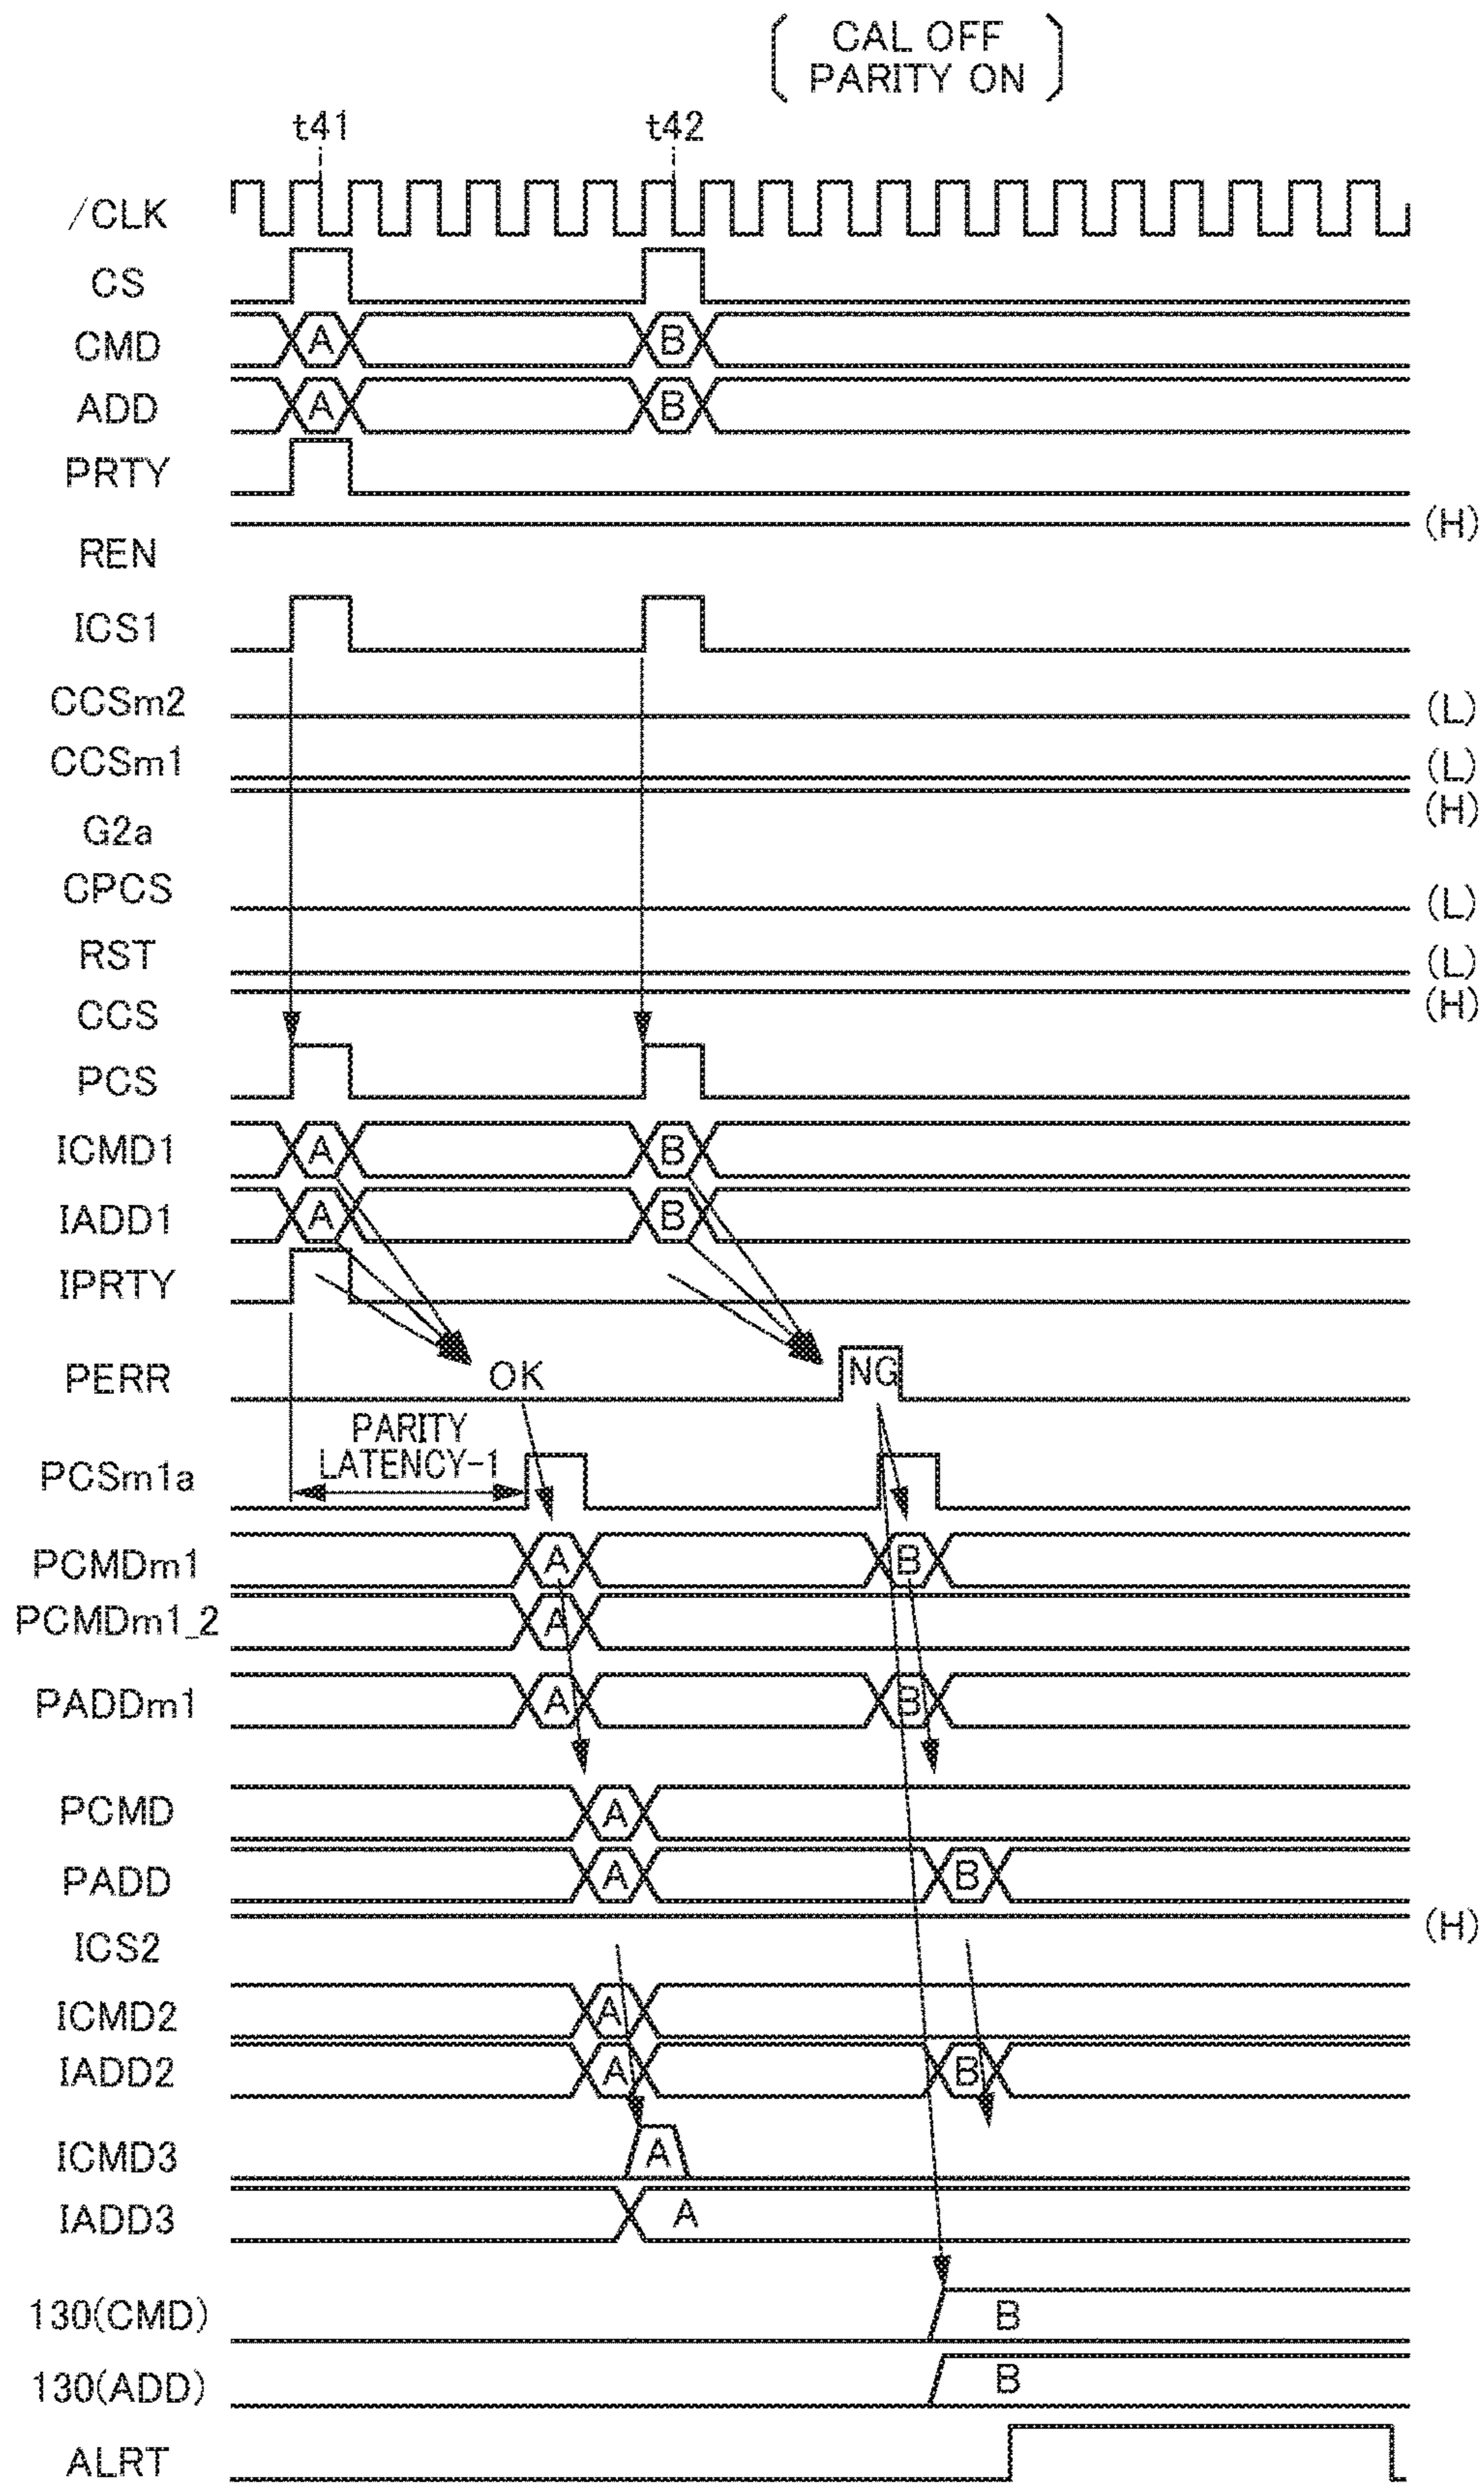 CAL OFF
PARITY ON
t41 t42
/CLK
CS
CMD A B
ADD A B
PRTY
REN (H)
ICS1
CCSm2 (L)
CCSm1 (L)
G2a (H)
CPCS (L)
RST (L)
CCS (H)
PCS
ICMD1 A B
IADD1 A B
IPRTY
PERR OK NG
PARITY
LATENCY-1
PCSm1a
PCMDm1 A B
PCMDm1_2 A
PADDm1 A B
PCMD A
PADD A B
ICS2 (H)
ICMD2 A
IADD2 A B
ICMD3 A
IADD3 A
130(CMD) B
130(ADD) B
ALRT